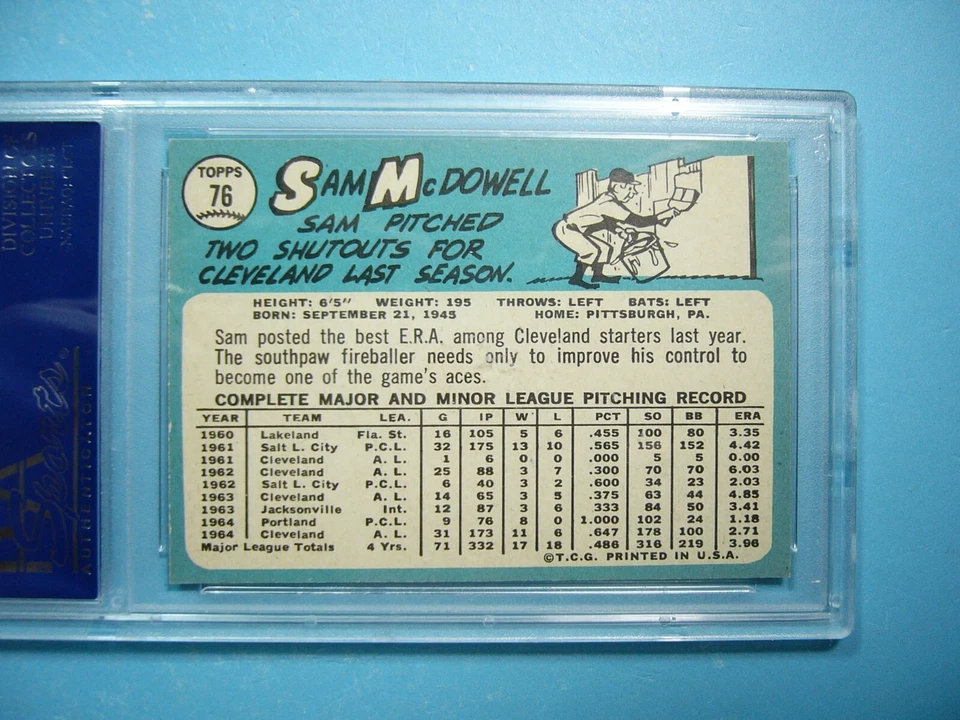 DIVISION OF
COLLECTORS
UNIVERSE
NASDAQ: CLCT
PSA
Sports
AUTHENTICATION
TOPPS
76
SAM McDOWELL
SAM PITCHED
TWO SHUTOUTS FOR
CLEVELAND LAST SEASON.
HEIGHT: 6'5" WEIGHT: 195 THROWS: LEFT BATS: LEFT
BORN: SEPTEMBER 21, 1945 HOME: PITTSBURGH, PA.
Sam posted the best E.R.A. among Cleveland starters last year.
The southpaw fireballer needs only to improve his control to
become one of the game's aces.
COMPLETE MAJOR AND MINOR LEAGUE PITCHING RECORD
YEAR TEAM LEA. G IP W L PCT SO BB ERA
1960 Lakeland Fla. St. 16 105 5 6 .455 100 80 3.35
1961 Salt L. City P.C.L. 32 175 13 10 .565 156 152 4.42
1961 Cleveland A. L. 1 6 0 0 .000 5 5 0.00
1962 Cleveland A. L. 25 88 3 7 .300 70 70 6.03
1962 Salt L. City P.C.L. 6 40 3 2 .600 34 23 2.03
1963 Cleveland A. L. 14 65 3 5 .375 63 44 4.85
1963 Jacksonville Int. 12 87 3 6 333 84 50 3.41
1964 Portland P.C.L. 9 76 8 0 1.000 102 24 1.18
1964 Cleveland A. L. 31 173 11 6 .647 178 100 2.71
Major League Totals 4 Yrs. 71 332 17 18 .486 316 219 3.96
©T.C.G. PRINTED IN U.S.A.